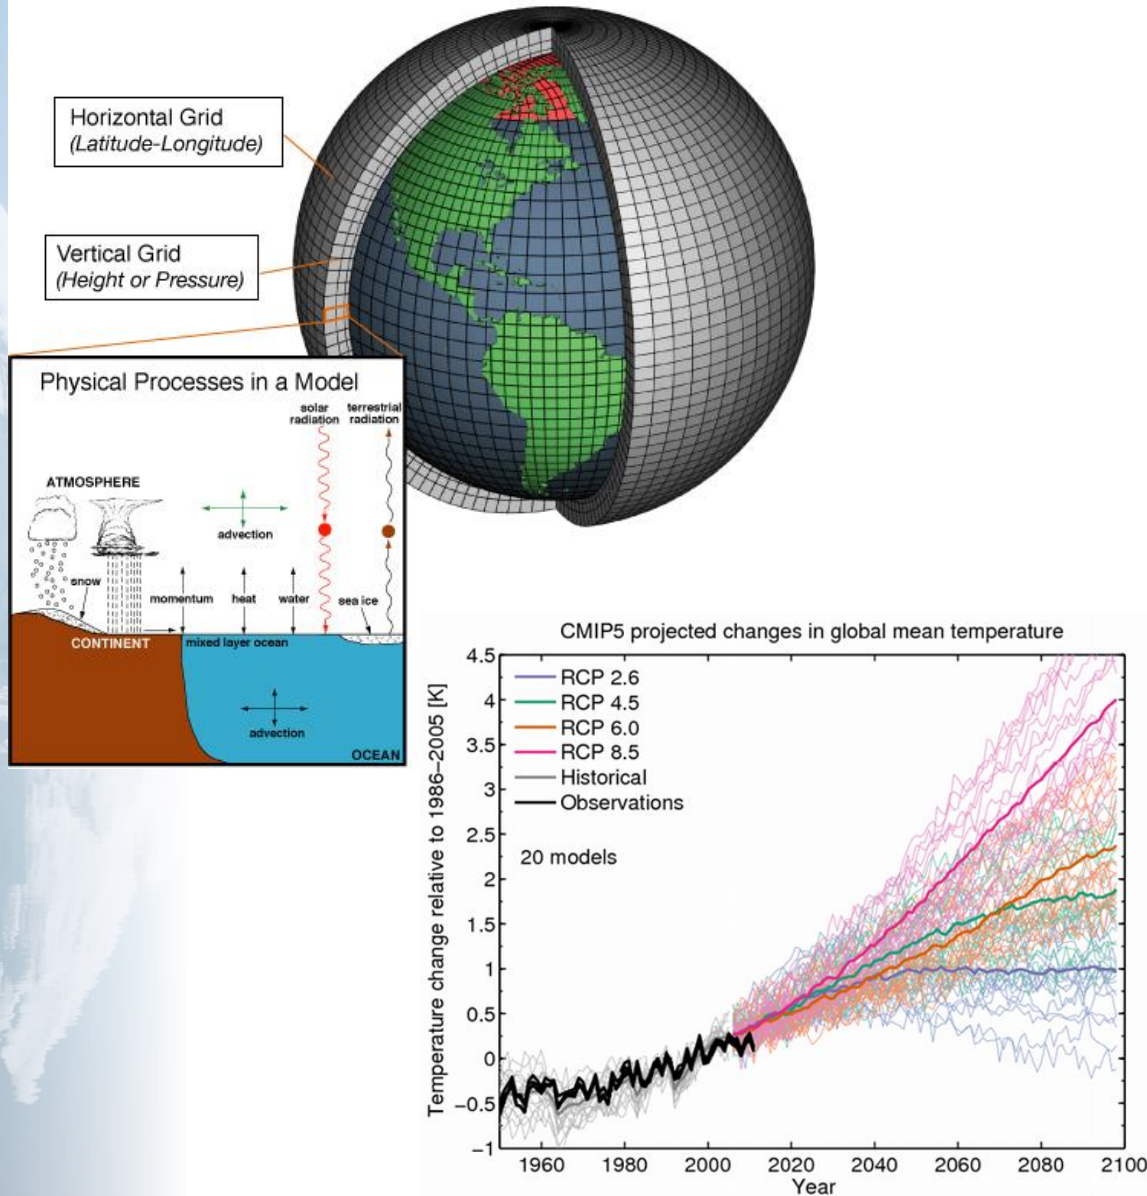 Horizontal Grid
(Latitude-Longitude)
Vertical Grid
(Height or Pressure)
Physical Processes in a Model
solar
radiation
terrestrial
radiation
ATMOSPHERE
advection
snow
momentum
heat
water
sea ice
CONTINENT
mixed layer ocean
advection
OCEAN
CMIP5 projected changes in global mean temperature
Temperature change relative to 1986–2005 [K]
4.5
4
3.5
3
2.5
2
1.5
1
0.5
0
−0.5
−1
RCP 2.6
RCP 4.5
RCP 6.0
RCP 8.5
Historical
Observations
20 models
1960 1980 2000 2020 2040 2060 2080 2100
Year